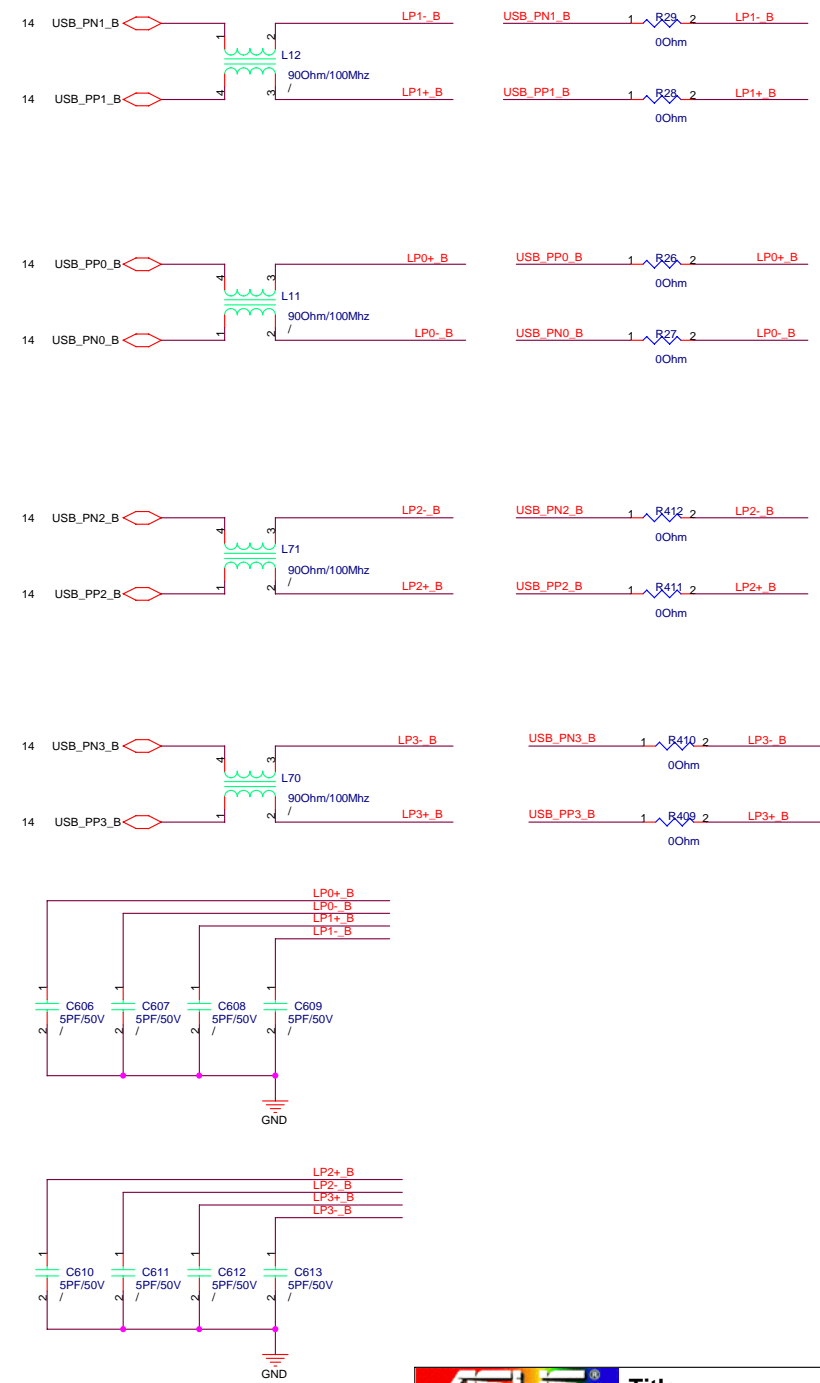 14 USB_PN1_B 1 2 LP1-_B USB_PN1_B 1 R29 2 LP1-_B
L12 0Ohm
90Ohm/100Mhz
/
14 USB_PP1_B 4 3 LP1+_B USB_PP1_B 1 R28 2 LP1+_B
0Ohm
14 USB_PP0_B 4 3 LP0+_B USB_PP0_B 1 R26 2 LP0+_B
0Ohm
L11
90Ohm/100Mhz
/
14 USB_PN0_B 1 2 LP0-_B USB_PN0_B 1 R27 2 LP0-_B
0Ohm
14 USB_PN2_B 4 3 LP2-_B USB_PN2_B 1 R412 2 LP2-_B
0Ohm
L71
90Ohm/100Mhz
/
14 USB_PP2_B 1 2 LP2+_B USB_PP2_B 1 R411 2 LP2+_B
0Ohm
14 USB_PN3_B 4 3 LP3-_B USB_PN3_B 1 R410 2 LP3-_B
0Ohm
L70
90Ohm/100Mhz
/
14 USB_PP3_B 1 2 LP3+_B USB_PP3_B 1 R409 2 LP3+_B
0Ohm
LP0+_B
LP0-_B
LP1+_B
LP1-_B
1 1 1 1
C606 C607 C608 C609
5PF/50V 5PF/50V 5PF/50V 5PF/50V
2 / 2 / 2 / 2 /
GND
LP2+_B
LP2-_B
LP3+_B
LP3-_B
1 1 1 1
C610 C611 C612 C613
5PF/50V 5PF/50V 5PF/50V 5PF/50V
2 / 2 / 2 / 2 /
GND
®